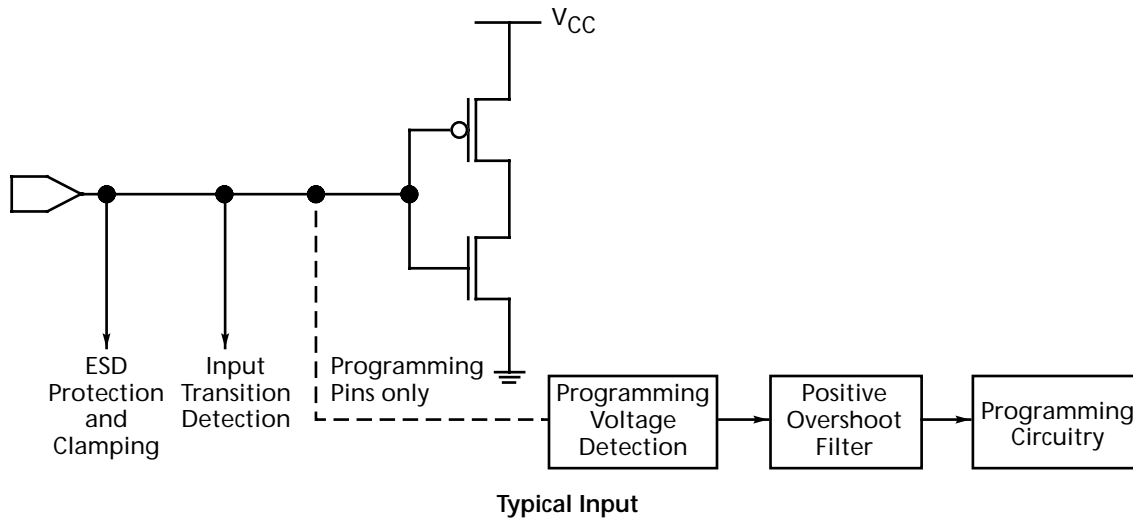 VCC
ESD
Protection
and
Clamping
Input
Transition
Detection
Programming
Pins only
Programming
Voltage
Detection
Positive
Overshoot
Filter
Programming
Circuitry
Typical Input